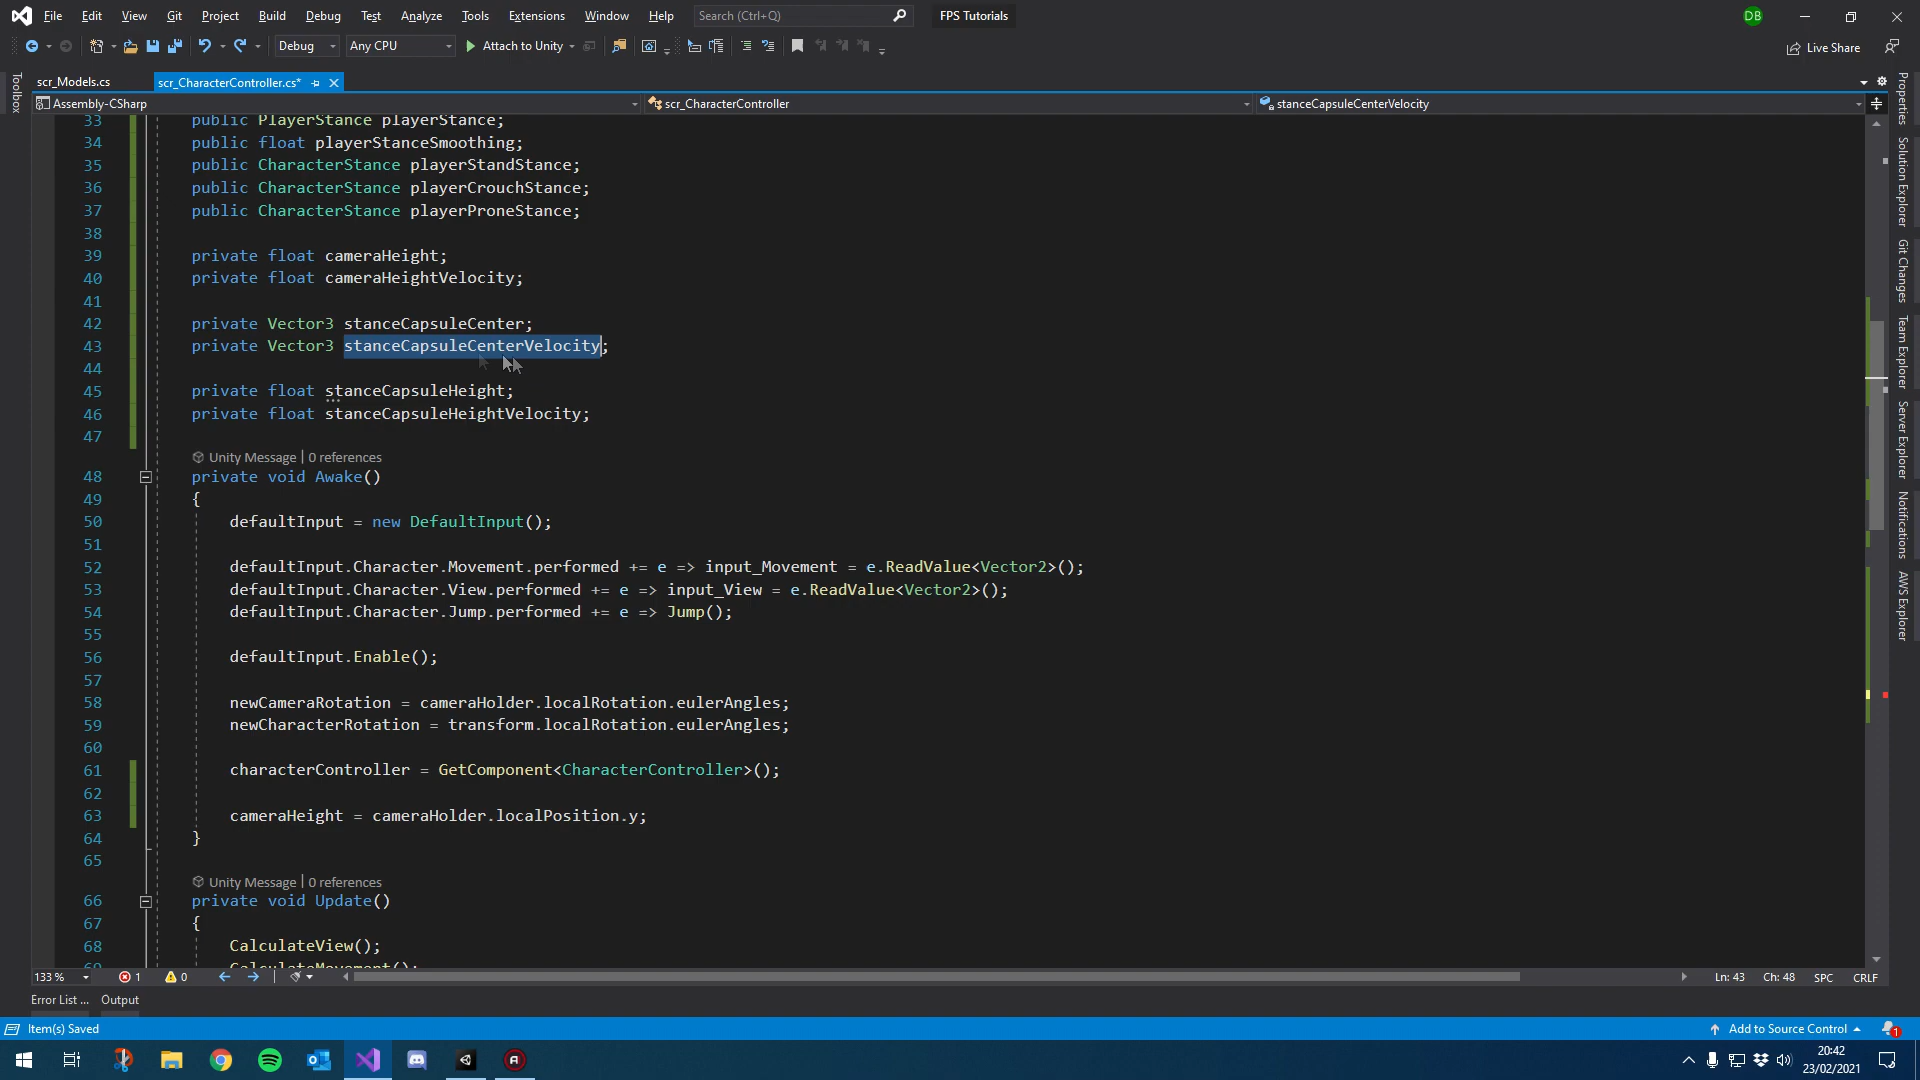 File Edit View Git Project Build Debug Test Analyze Tools Extensions Window Help Search (Ctrl+Q) FPS Tutorials DB
Debug Any CPU Attach to Unity Live Share
scr_Models.cs scr_CharacterController.cs*
Assembly-CSharp scr_CharacterController stanceCapsuleCenterVelocity
33 public PlayerStance playerStance;
34 public float playerStanceSmoothing;
35 public CharacterStance playerStandStance;
36 public CharacterStance playerCrouchStance;
37 public CharacterStance playerProneStance;
38
39 private float cameraHeight;
40 private float cameraHeightVelocity;
41
42 private Vector3 stanceCapsuleCenter;
43 private Vector3 stanceCapsuleCenterVelocity;
44
45 private float stanceCapsuleHeight;
46 private float stanceCapsuleHeightVelocity;
47
Unity Message | 0 references
48 private void Awake()
49 {
50 defaultInput = new DefaultInput();
51
52 defaultInput.Character.Movement.performed += e => input_Movement = e.ReadValue<Vector2>();
53 defaultInput.Character.View.performed += e => input_View = e.ReadValue<Vector2>();
54 defaultInput.Character.Jump.performed += e => Jump();
55
56 defaultInput.Enable();
57
58 newCameraRotation = cameraHolder.localRotation.eulerAngles;
59 newCharacterRotation = transform.localRotation.eulerAngles;
60
61 characterController = GetComponent<CharacterController>();
62
63 cameraHeight = cameraHolder.localPosition.y;
64 }
65
Unity Message | 0 references
66 private void Update()
67 {
68 CalculateView();
69 CalculateMovement();
133 % 1 0 Ln: 43 Ch: 48 SPC CRLF
Error List ... Output
Item(s) Saved Add to Source Control 1
20:42
23/02/2021
Toolbox
Properties
Solution Explorer
Git Changes
Team Explorer
Server Explorer
Notifications
AWS Explorer